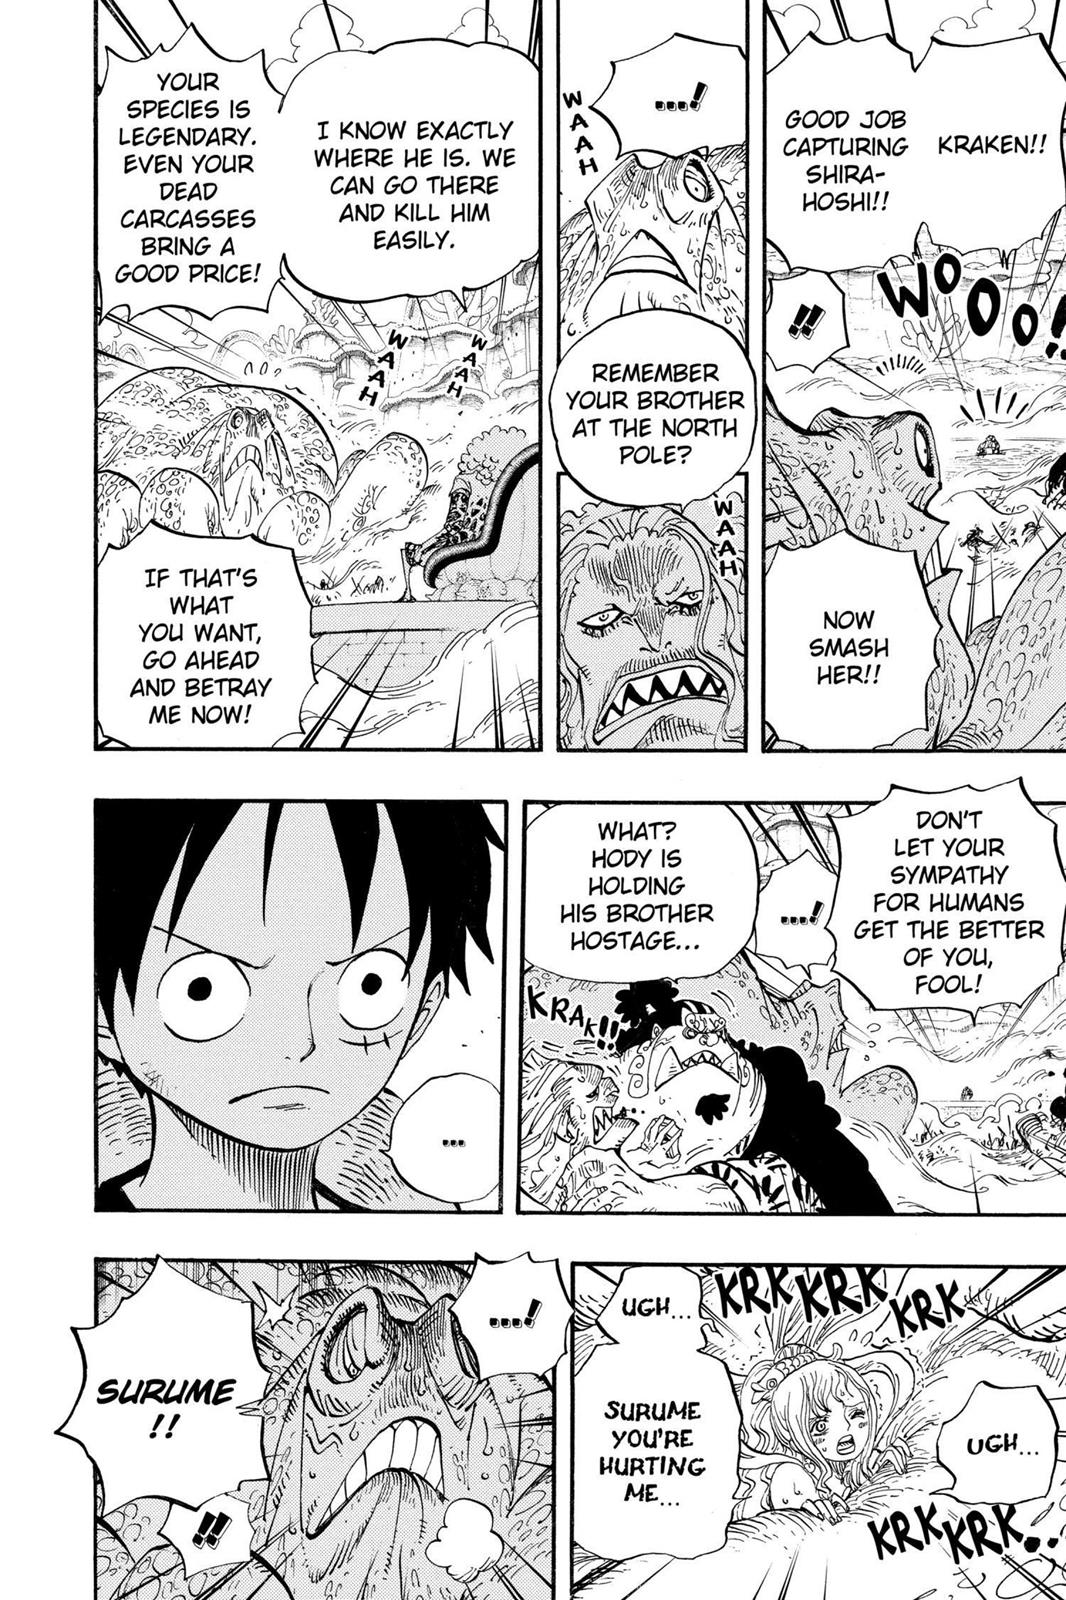 KRAKEN!!
GOOD JOB
CAPTURING
SHIRA-
HOSHI!!
WOOO!!
!!
NOW
SMASH
HER!!
...!
WAAH
REMEMBER
YOUR BROTHER
AT THE NORTH
POLE?
WAAH
I KNOW EXACTLY
WHERE HE IS. WE
CAN GO THERE
AND KILL HIM
EASILY.
YOUR
SPECIES IS
LEGENDARY.
EVEN YOUR
DEAD
CARCASSES
BRING A
GOOD PRICE!
WAAH
WAAH
IF THAT'S
WHAT
YOU WANT,
GO AHEAD
AND BETRAY
ME NOW!
DON'T
LET YOUR
SYMPATHY
FOR HUMANS
GET THE BETTER
OF YOU,
FOOL!
...!
WHAT?
HODY IS
HOLDING
HIS BROTHER
HOSTAGE...
KRAK!!
...
KRK KRK
KRK
UGH...
SURUME
YOU'RE
HURTING
ME...
UGH...
KRK KRK...
...!
SURUME
!!
!!